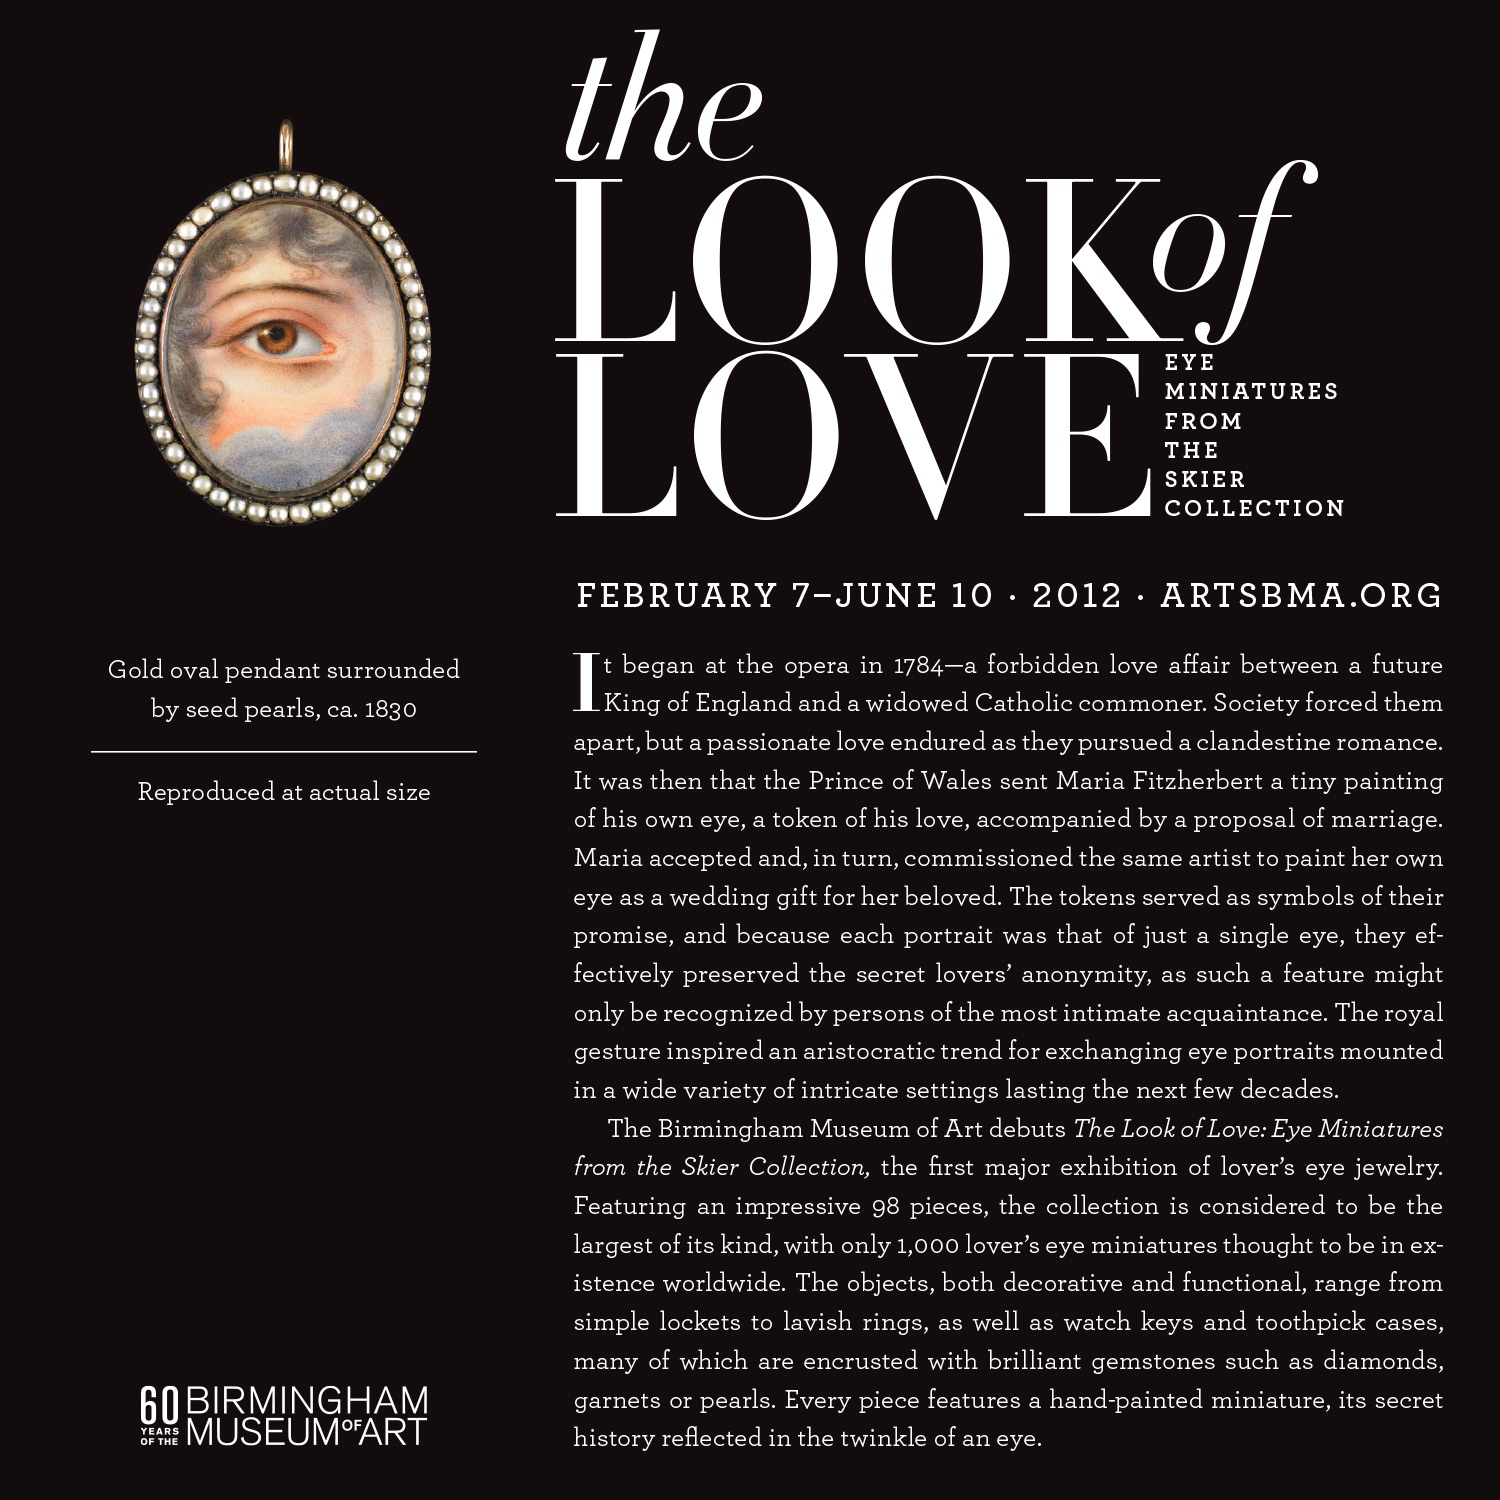 the
LOOK of
LOVE
EYE
MINIATURES
FROM
THE
SKIER
COLLECTION
FEBRUARY 7–JUNE 10 · 2012 · ARTSBMA.ORG
Gold oval pendant surrounded
by seed pearls, ca. 1830
Reproduced at actual size
It began at the opera in 1784—a forbidden love affair between a future
King of England and a widowed Catholic commoner. Society forced them
apart, but a passionate love endured as they pursued a clandestine romance.
It was then that the Prince of Wales sent Maria Fitzherbert a tiny painting
of his own eye, a token of his love, accompanied by a proposal of marriage.
Maria accepted and, in turn, commissioned the same artist to paint her own
eye as a wedding gift for her beloved. The tokens served as symbols of their
promise, and because each portrait was that of just a single eye, they ef-
fectively preserved the secret lovers’ anonymity, as such a feature might
only be recognized by persons of the most intimate acquaintance. The royal
gesture inspired an aristocratic trend for exchanging eye portraits mounted
in a wide variety of intricate settings lasting the next few decades.
The Birmingham Museum of Art debuts The Look of Love: Eye Miniatures
from the Skier Collection, the first major exhibition of lover’s eye jewelry.
Featuring an impressive 98 pieces, the collection is considered to be the
largest of its kind, with only 1,000 lover’s eye miniatures thought to be in ex-
istence worldwide. The objects, both decorative and functional, range from
simple lockets to lavish rings, as well as watch keys and toothpick cases,
many of which are encrusted with brilliant gemstones such as diamonds,
garnets or pearls. Every piece features a hand-painted miniature, its secret
history reflected in the twinkle of an eye.
60 YEARS OF THE
BIRMINGHAM
MUSEUM OF ART